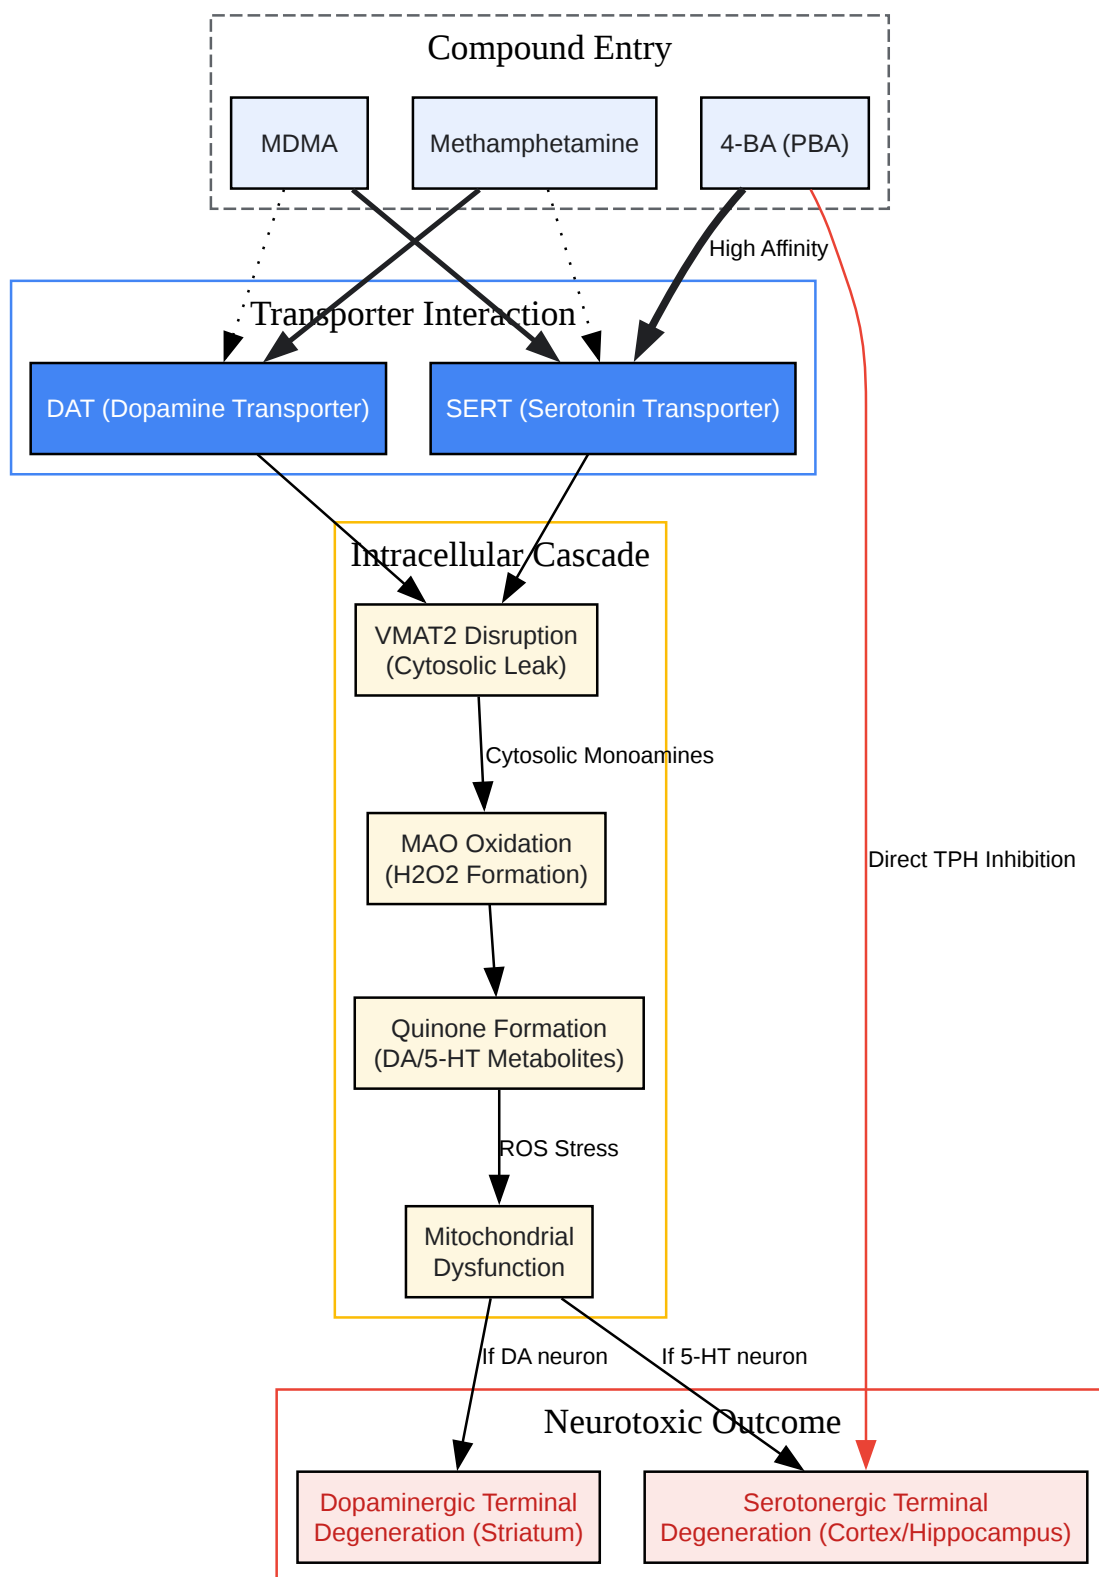 Compound Entry
MDMA
Methamphetamine
4-BA (PBA)
High Affinity
Transporter Interaction
DAT (Dopamine Transporter)
SERT (Serotonin Transporter)
Intracellular Cascade
VMAT2 Disruption
(Cytosolic Leak)
Cytosolic Monoamines
MAO Oxidation
(H2O2 Formation)
Direct TPH Inhibition
Quinone Formation
(DA/5-HT Metabolites)
ROS Stress
Mitochondrial
Dysfunction
If DA neuron
If 5-HT neuron
Neurotoxic Outcome
Dopaminergic Terminal
Degeneration (Striatum)
Serotonergic Terminal
Degeneration (Cortex/Hippocampus)